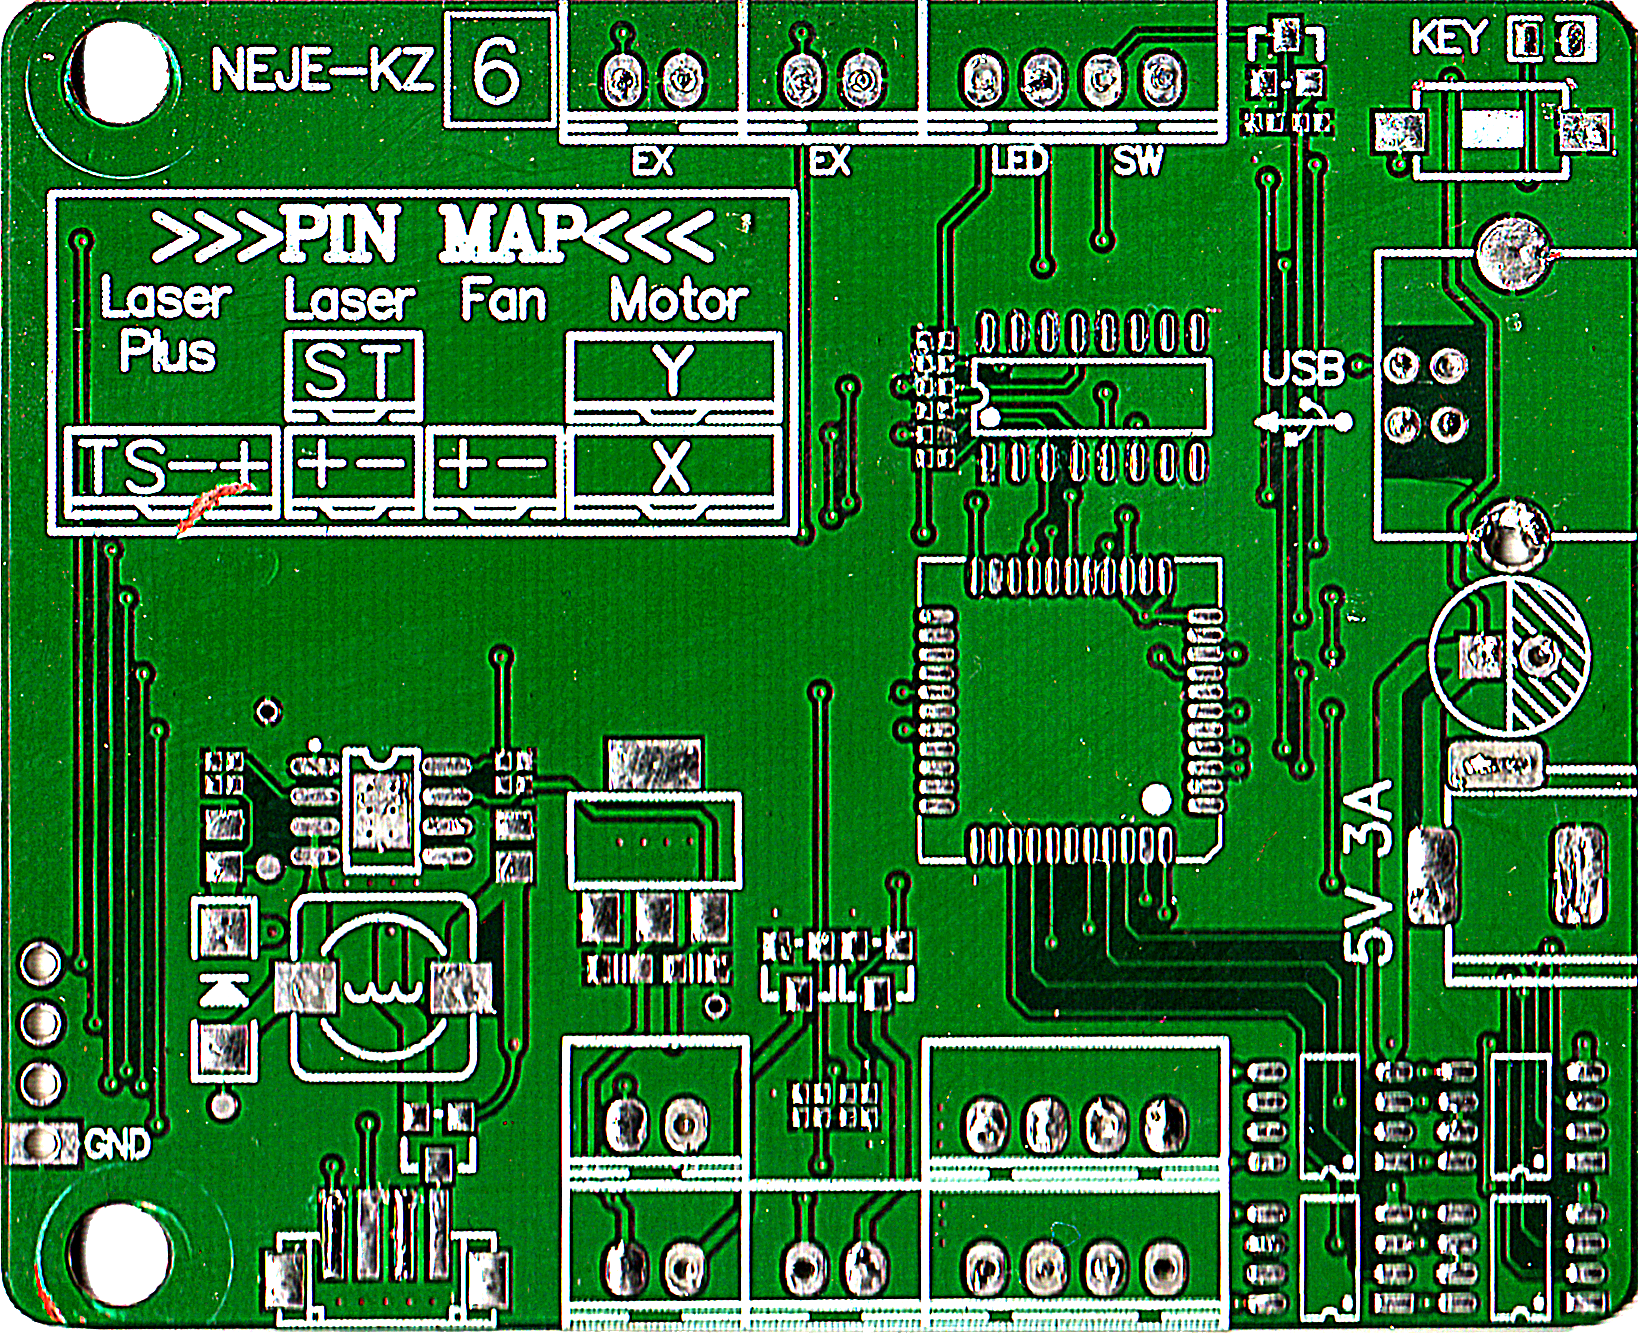 NEJE-KZ 6
KEY
EX EX LED SW
>>>PIN MAP<<<
Laser Plus Laser Fan Motor
ST Y
TS-+ +- +- X
USB
5V 3A
GND